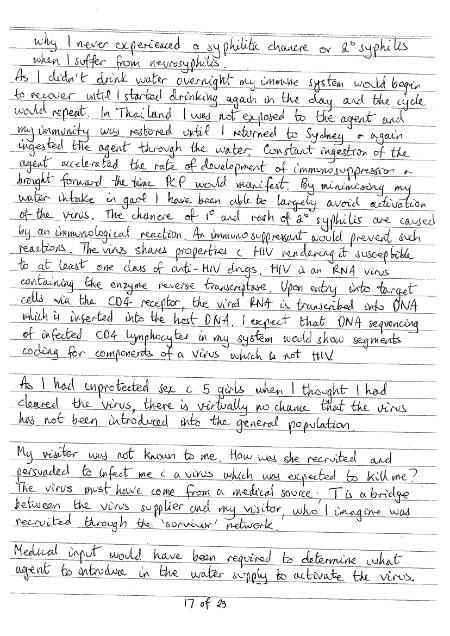 why I never experienced a syphilitic chancre or 2° syphilis
when I suffer from neurosyphilis.
As I didn't drink water overnight my immune system would begin
to recover until I started drinking again in the day and the cycle
would repeat. In Thailand I was not exposed to the agent and
my immunity was restored until I returned to Sydney + again
ingested the agent through the water. Constant ingestion of the
agent accelerated the rate of development of immunosuppression +
brought forward the time PCP would manifest. By minimising my
water intake in gaol I have been able to largely avoid activation
of the virus. The chancre of 1° and rash of 2° syphilis are caused
by an immunological reaction. An immunosuppressant would prevent such
reactions. The virus shares properties c HIV rendering it susceptible
to at least one class of anti-HIV drugs. HIV is an RNA virus
containing the enzyme reverse transcriptase. Upon entry into target
cells via the CD4 receptor, the viral RNA is transcribed into DNA
which is inserted into the host DNA. I expect that DNA sequencing
of infected CD4 lymphocytes in my system would show segments
coding for components of a virus which is not HIV.
As I had unprotected sex c 5 girls when I thought I had
cleared the virus, there is virtually no chance that the virus
has not been introduced into the general population.
My visitor was not known to me. How was she recruited and
persuaded to infect me c a virus which was expected to kill me?
The virus must have come from a medical source; T is a bridge
between the virus supplier and my visitor, who I imagine was
recruited through the 'survivor' network.
Medical input would have been required to determine what
agent to introduce in the water supply to activate the virus.
17 of 23